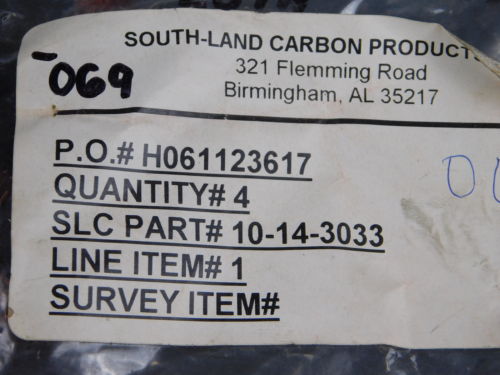 SOUTH-LAND CARBON PRODUCTS
321 Flemming Road
Birmingham, AL 35217
-069
P.O.# H061123617
QUANTITY# 4
SLC PART# 10-14-3033
LINE ITEM# 1
SURVEY ITEM#